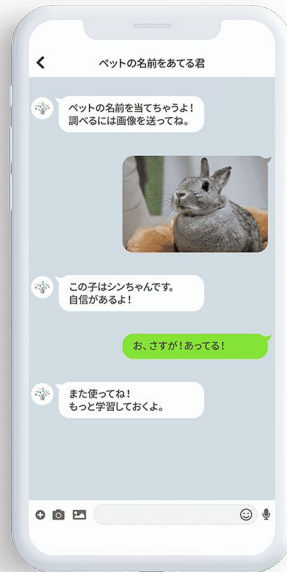 ペットの名前をあてる君
ペットの名前を当てちゃうよ！
調べるには画像を送ってね。
この子はシンちゃんです。
自信があるよ！
お、さすが！あってる！
また使ってね！
もっと学習しておくよ。